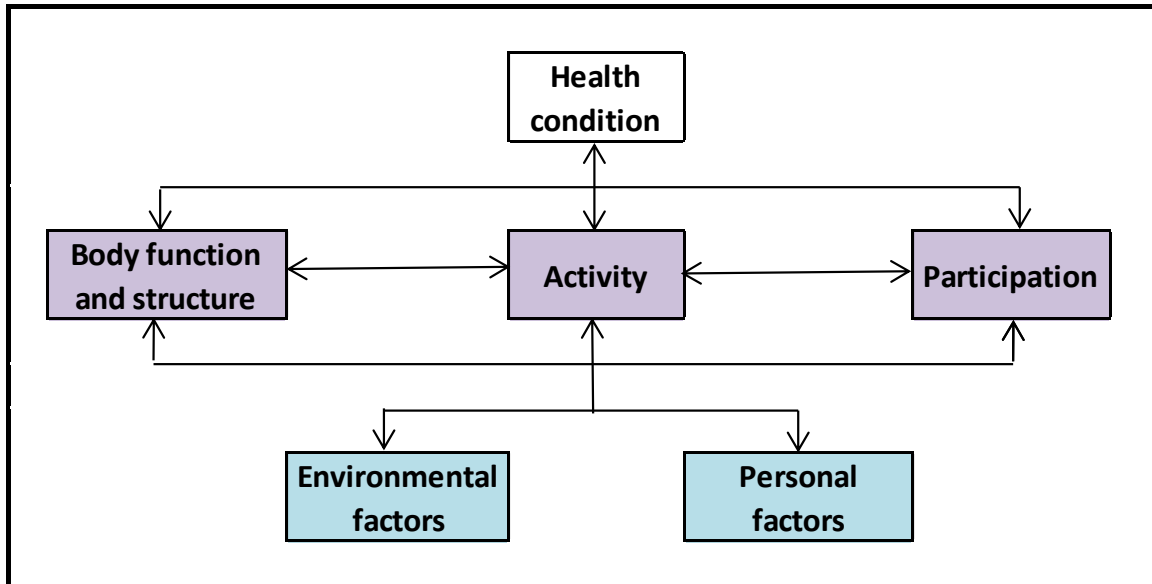 Health
condition
Body function
and structure
Activity
Participation
Environmental
factors
Personal
factors